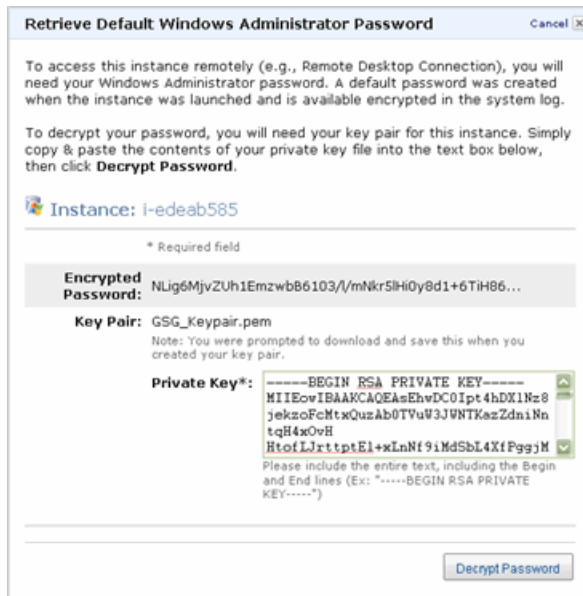 Retrieve Default Windows Administrator Password
Cancel X
To access this instance remotely (e.g., Remote Desktop Connection), you will
need your Windows Administrator password. A default password was created
when the instance was launched and is available encrypted in the system log.
To decrypt your password, you will need your key pair for this instance. Simply
copy & paste the contents of your private key file into the text box below,
then click Decrypt Password.
Instance: i-edeab585
* Required field
Encrypted
Password: NLig6MjvZUh1EmzwbB6103/l/mNkr5lHi0y8d1+6TiH86...
Key Pair: GSG_Keypair.pem
Note: You were prompted to download and save this when you
created your key pair.
Private Key*: -----BEGIN RSA PRIVATE KEY-----
MIIEowIBAAKCAQEAsEhwDC0Ipt4hDX1Nz8
jekzoFcMtxQuzAb0TVuW3JWNTKazZdniNn
tqH4xOvH
HtofLJrttptEl+xLnNf9iMdSbL4XfPggjM
Please include the entire text, including the Begin
and End lines (Ex: "-----BEGIN RSA PRIVATE
KEY-----")
Decrypt Password